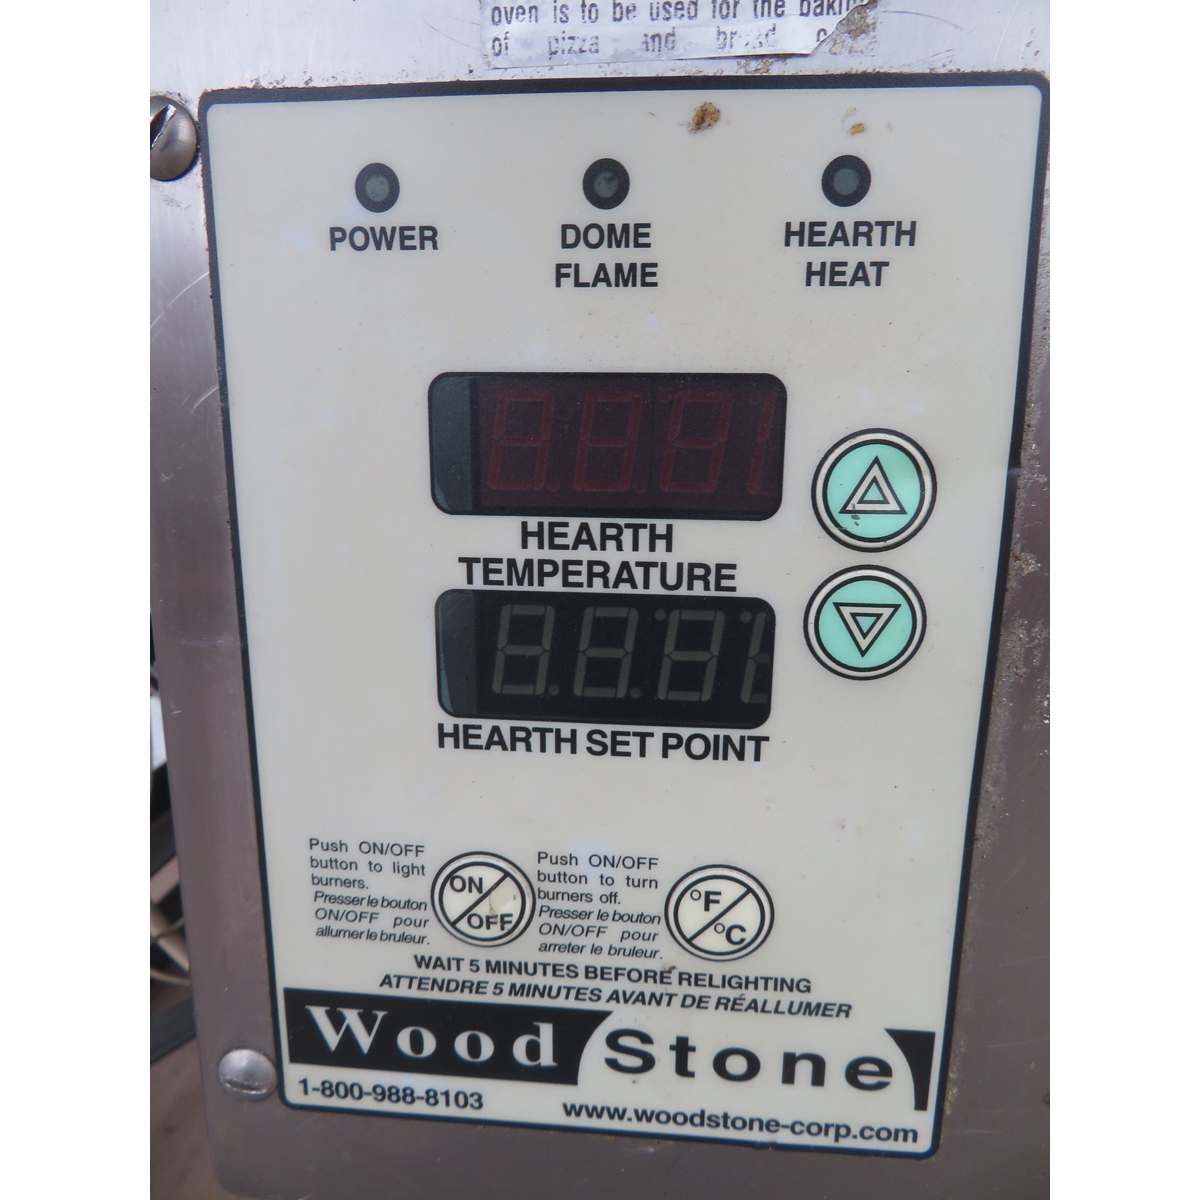 oven is to be used for the baking
of pizza and bread
POWER
DOME
FLAME
HEARTH
HEAT
HEARTH
TEMPERATURE
HEARTH SET POINT
Push ON/OFF
button to light
burners.
Presser le bouton
ON/OFF pour
allumer le bruleur.
ON
OFF
Push ON/OFF
button to turn
burners off.
Presser le bouton
ON/OFF pour
arreter le bruleur.
°F
°C
WAIT 5 MINUTES BEFORE RELIGHTING
ATTENDRE 5 MINUTES AVANT DE RÉALLUMER
Wood Stone
1-800-988-8103
www.woodstone-corp.com